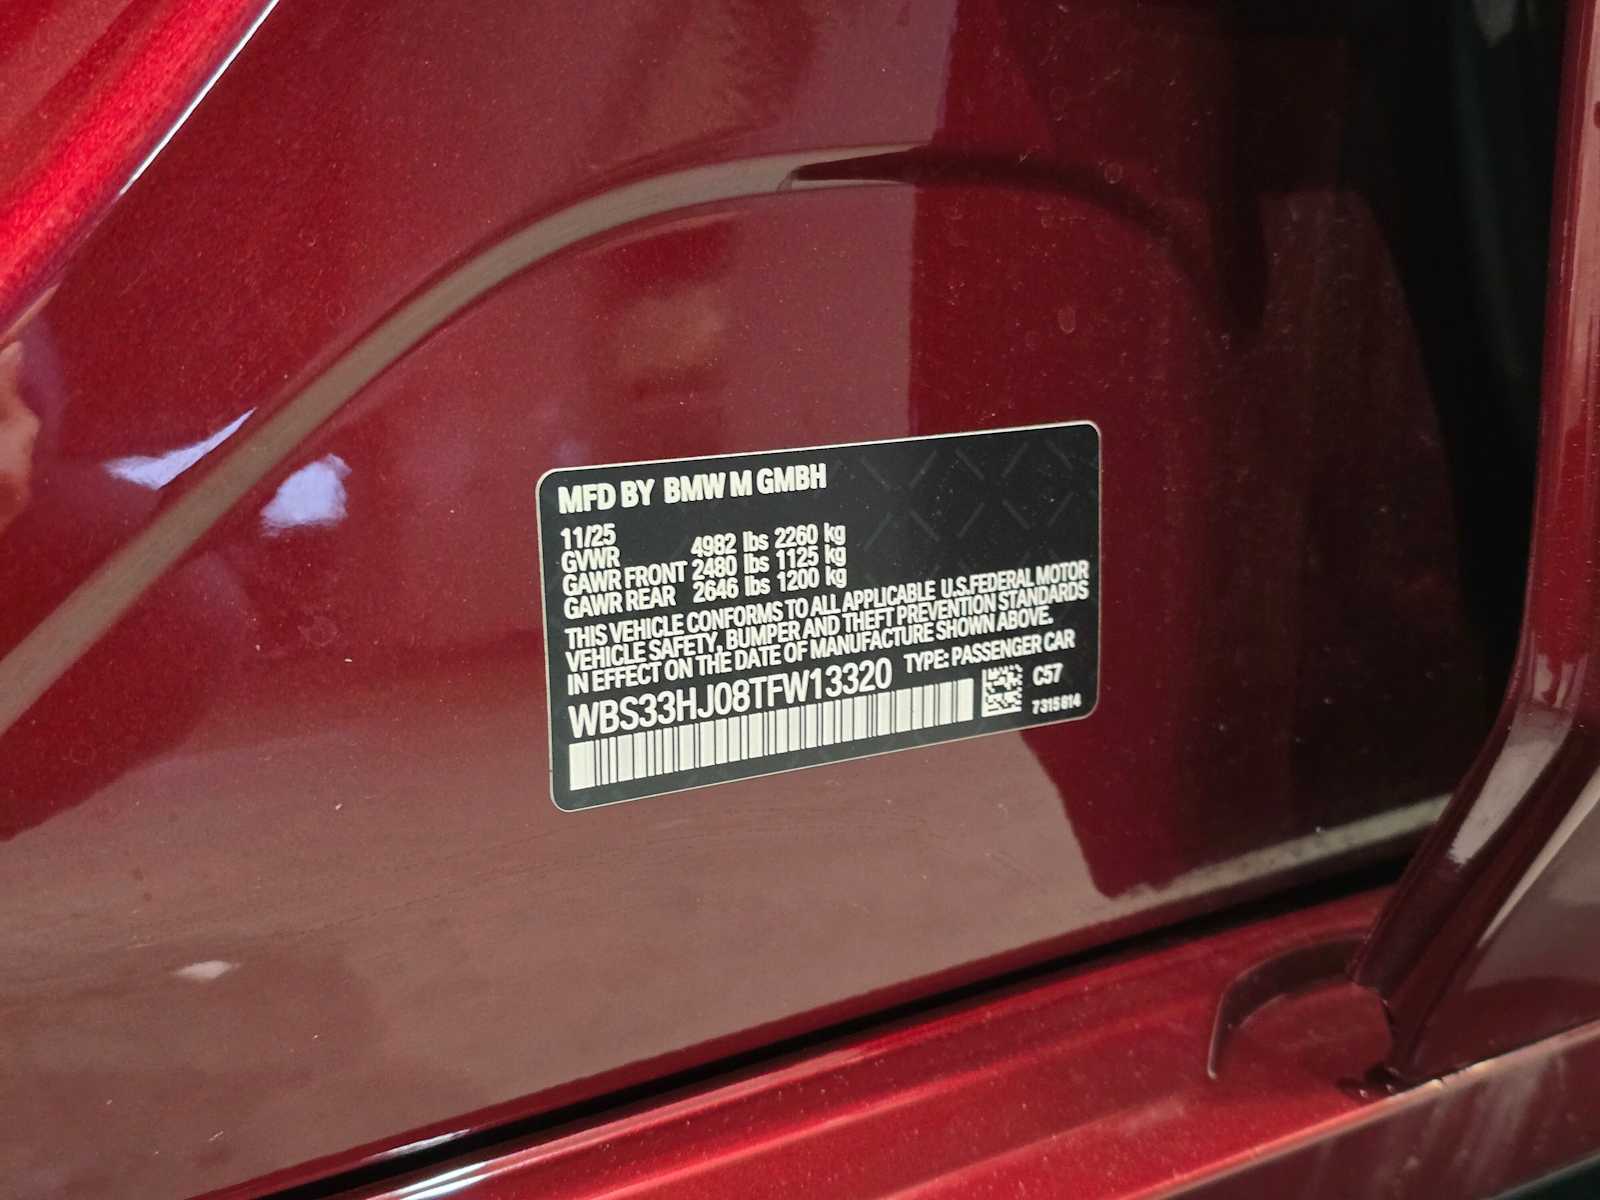 MFD BY BMW M GMBH
11/25
GVWR 4982 lbs 2260 kg
GAWR FRONT 2480 lbs 1125 kg
GAWR REAR 2646 lbs 1200 kg
THIS VEHICLE CONFORMS TO ALL APPLICABLE U.S.FEDERAL MOTOR
VEHICLE SAFETY, BUMPER AND THEFT PREVENTION STANDARDS
IN EFFECT ON THE DATE OF MANUFACTURE SHOWN ABOVE.
WBS33HJ08TFW13320 TYPE: PASSENGER CAR
C57
7315814